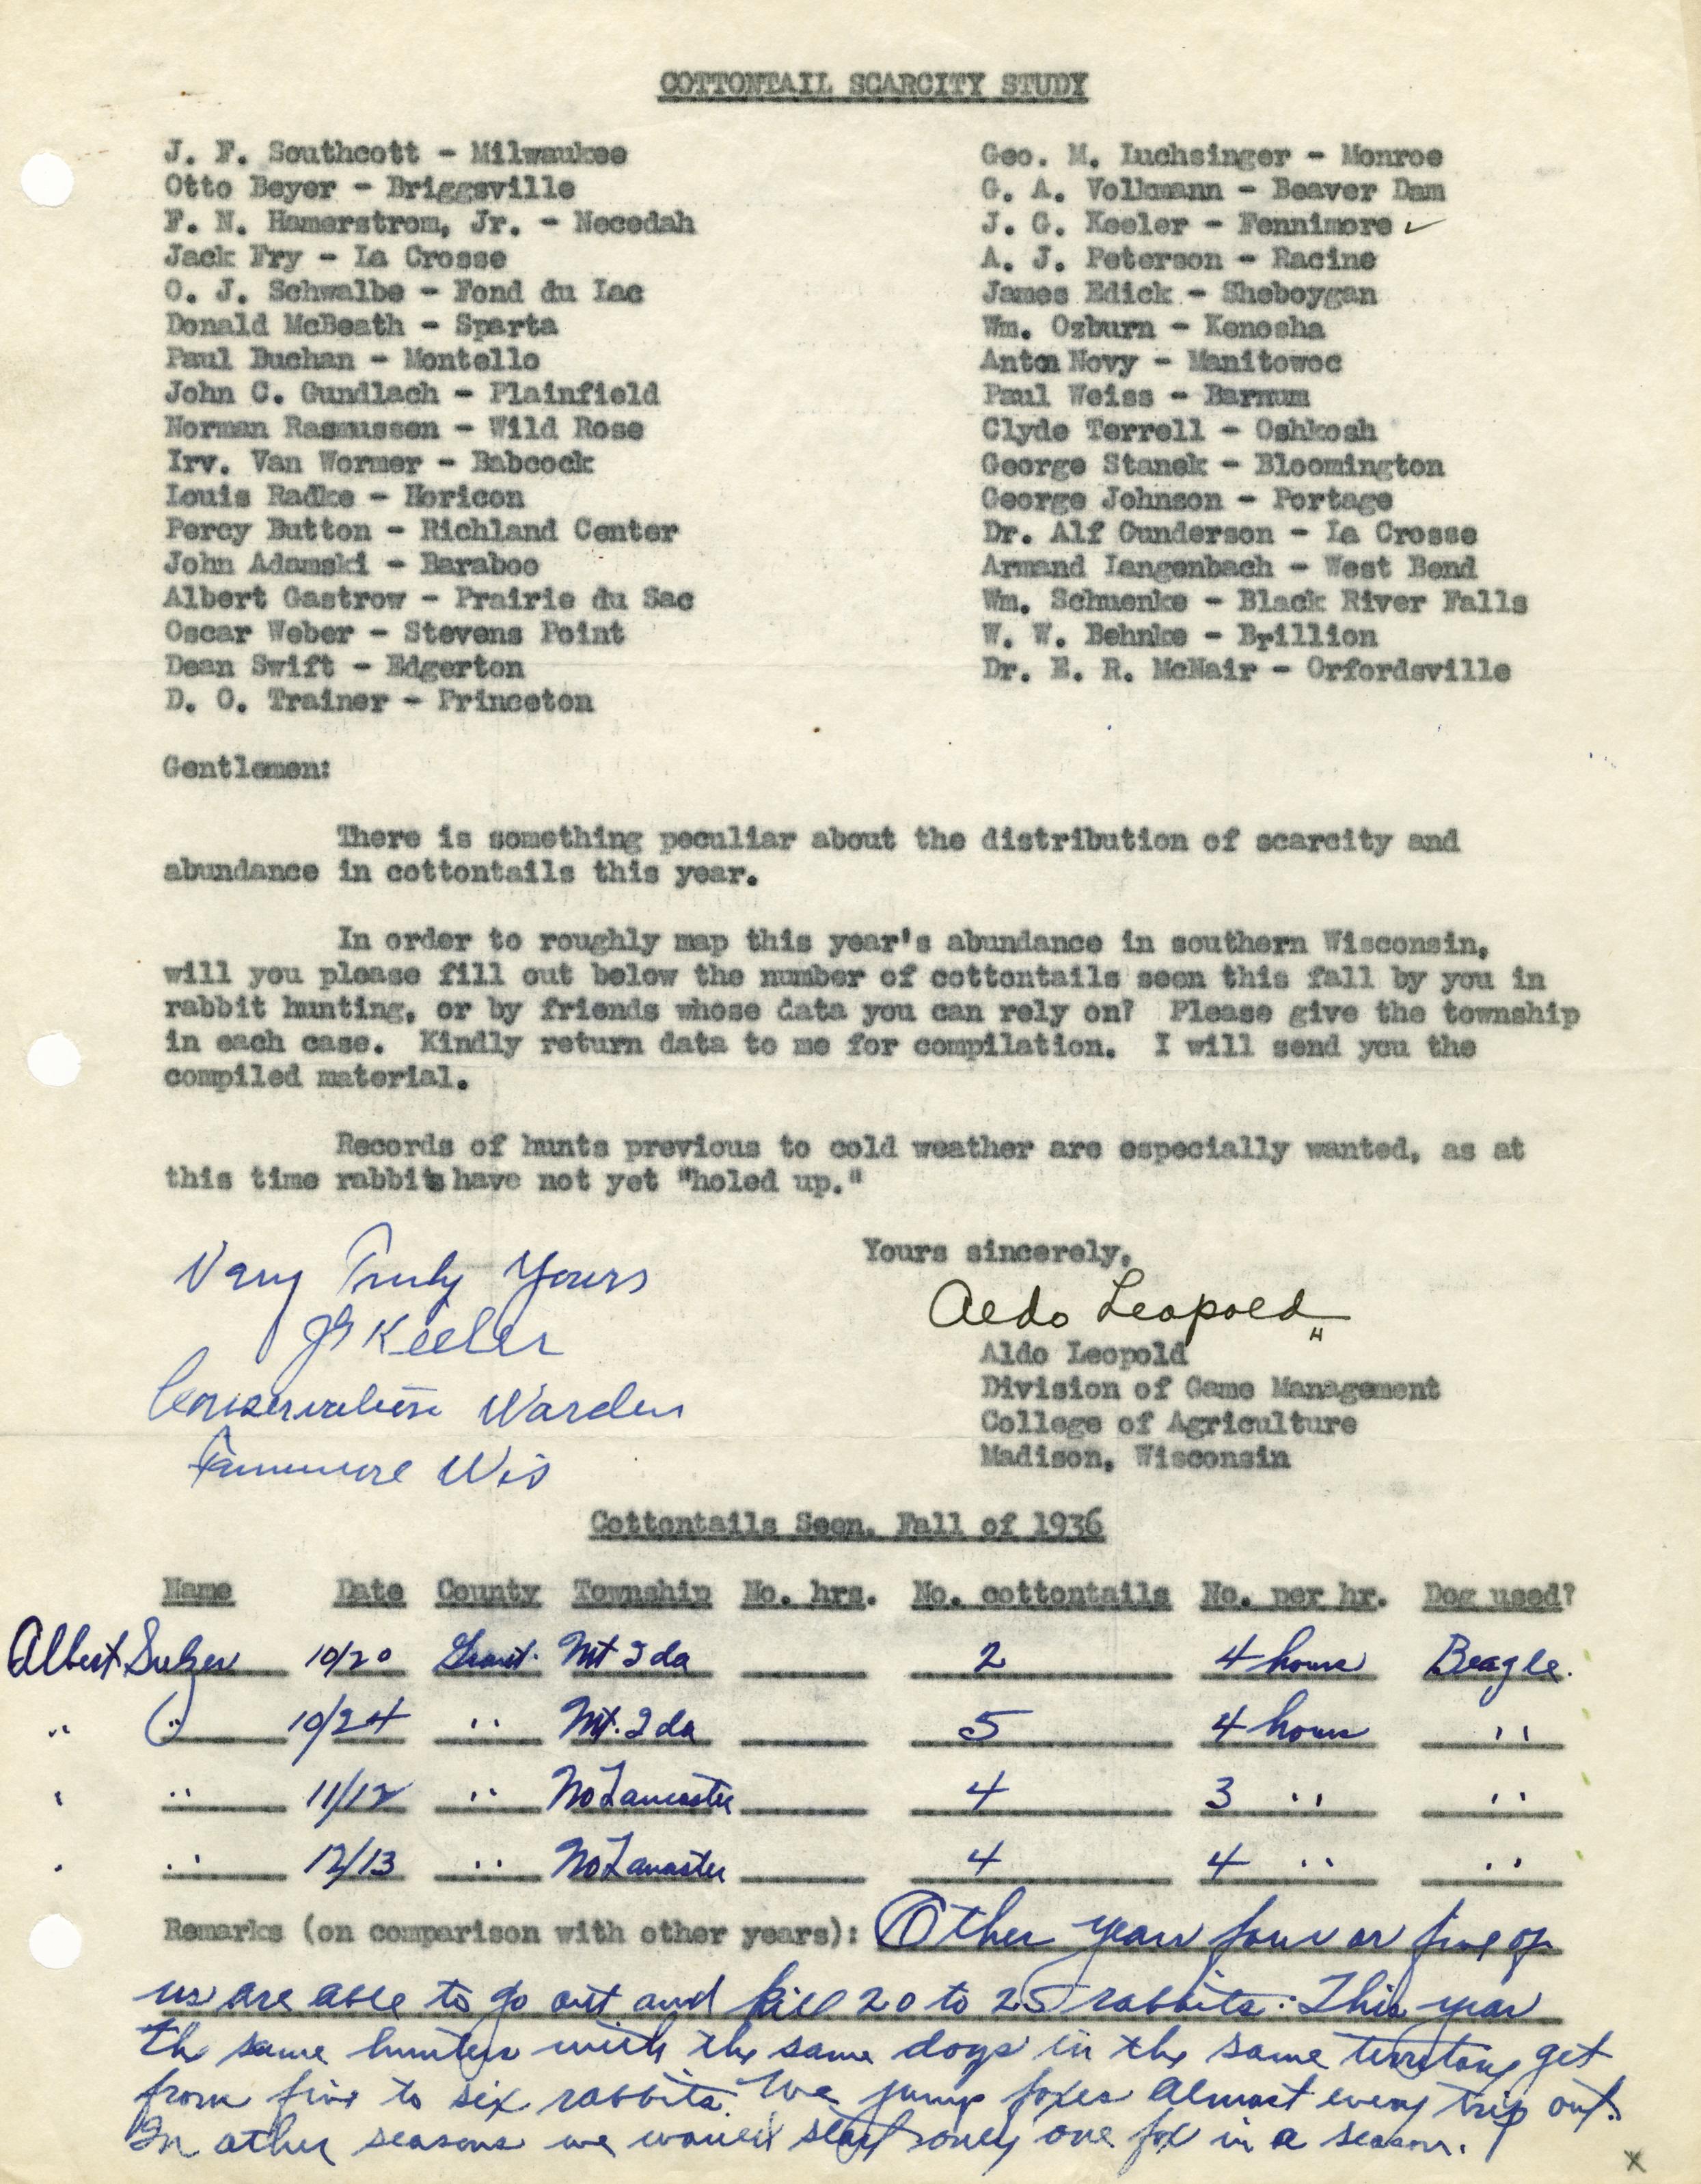 COTTONTAIL SCARCITY STUDY
J. F. Southcott - Milwaukee
Otto Beyer - Briggsville
F. N. Hamerstrom, Jr. - Necedah
Jack Fry - La Crosse
O. J. Schwalbe - Fond du Lac
Donald McBeath - Sparta
Paul Buchan - Montello
John C. Gundlach - Plainfield
Norman Rasmussen - Wild Rose
Irv. Van Wormer - Babcock
Louis Radke - Horicon
Percy Button - Richland Center
John Adamski - Baraboo
Albert Gastrow - Prairie du Sac
Oscar Weber - Stevens Point
Dean Swift - Edgerton
D. O. Trainer - Princeton
Geo. M. Luchsinger - Monroe
G. A. Volkmann - Beaver Dam
J. G. Keeler - Fennimore ✓
A. J. Peterson - Racine
James Edick - Sheboygan
Wm. Ozburn - Kenosha
Anton Novy - Manitowoc
Paul Weiss - Barnum
Clyde Terrell - Oshkosh
George Stanek - Bloomington
George Johnson - Portage
Dr. Alf Gunderson - La Crosse
Armand Langenbach - West Bend
Wm. Schuenke - Black River Falls
W. W. Behnke - Brillion
Dr. E. R. McNair - Orfordsville
Gentlemen:
There is something peculiar about the distribution of scarcity and
abundance in cottontails this year.
In order to roughly map this year's abundance in southern Wisconsin,
will you please fill out below the number of cottontails seen this fall by you in
rabbit hunting, or by friends whose data you can rely on? Please give the township
in each case. Kindly return data to me for compilation. I will send you the
compiled material.
Records of hunts previous to cold weather are especially wanted, as at
this time rabbits have not yet "holed up."
Yours sincerely,
Aldo Leopold
H
Aldo Leopold
Division of Game Management
College of Agriculture
Madison, Wisconsin
Very Truly Yours
JG Keeler
Conservation Warden
Fennimore Wis
Cottontails Seen, Fall of 1936
Name Date County Township No. hrs. No. cottontails No. per hr. Dog used?
Albert Sulzer 10/20 Grant. Mt Ida 2 4 hours Beagle.
" " 10/24 " Mt. Ida 5 4 hours "
" " 11/12 " No Lancaster 4 3 " "
" " 12/13 " No Lancaster 4 4 " "
Remarks (on comparison with other years): Other years four or five of
us are able to go out and kill 20 to 25 rabbits. This year
the same hunters with the same dogs in the same territory get
from five to six rabbits. We jump foxes almost every trip out.
In other seasons we would start only one fox in a season.
x